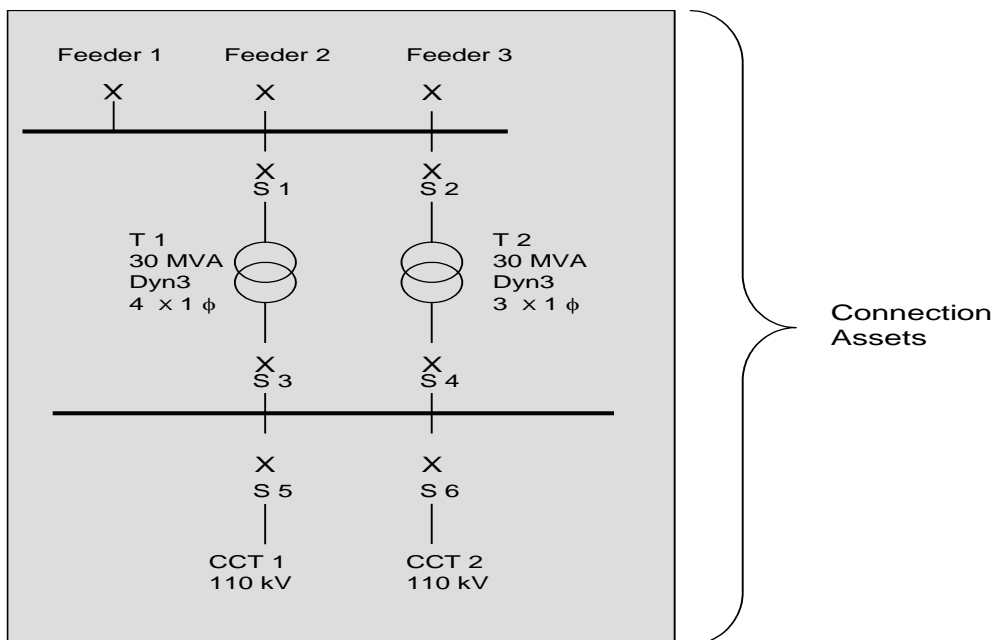 Feeder 1 Feeder 2 Feeder 3
X X X
X X
S 1 S 2
T 1
30 MVA
Dyn3
4 x 1 ϕ
T 2
30 MVA
Dyn3
3 x 1 ϕ
Connection
Assets
X X
S 3 S 4
X X
S 5 S 6
CCT 1
110 kV
CCT 2
110 kV